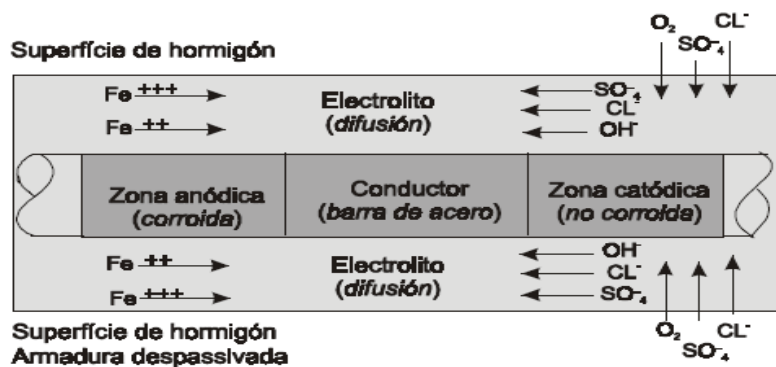 O₂ CL⁻
Superfície de hormigón SO⁻₄
Fe +++ Electrolito SO⁻₄
Fe ++ (difusión) CL⁻
OH⁻
Zona anódica Conductor Zona catódica
(corroida) (barra de acero) (no corroida)
Fe ++ Electrolito OH⁻
Fe +++ (difusión) CL⁻
SO⁻₄
Superfície de hormigón O₂ SO⁻₄ CL⁻
Armadura despassivada